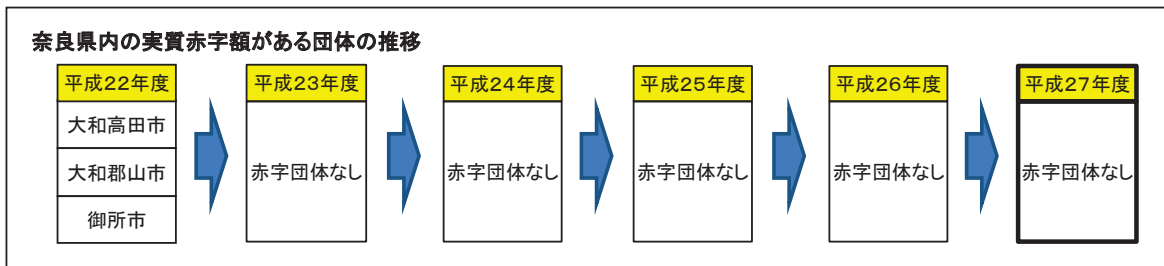 奈良県内の実質赤字額がある団体の推移
平成22年度
大和高田市
大和郡山市
御所市
平成23年度
赤字団体なし
平成24年度
赤字団体なし
平成25年度
赤字団体なし
平成26年度
赤字団体なし
平成27年度
赤字団体なし